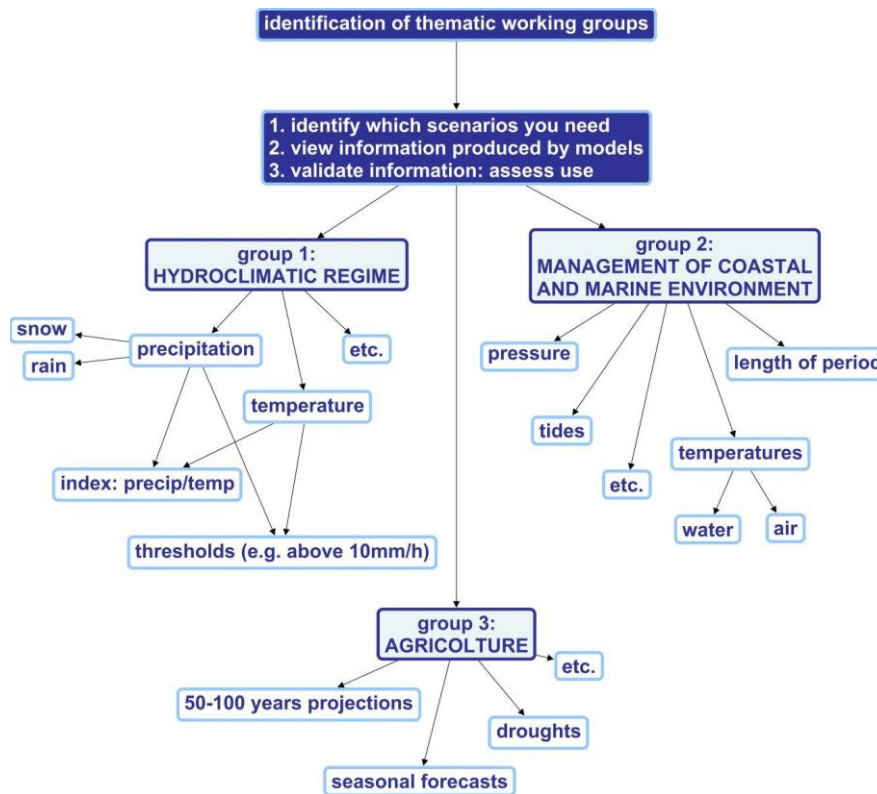 identification of thematic working groups
1. identify which scenarios you need
2. view information produced by models
3. validate information: assess use
group 1:
HYDROCLIMATIC REGIME
group 2:
MANAGEMENT OF COASTAL
AND MARINE ENVIRONMENT
snow
rain
precipitation
etc.
temperature
index: precip/temp
thresholds (e.g. above 10mm/h)
pressure
length of period
tides
etc.
temperatures
water
air
group 3:
AGRICOLTURE
etc.
50-100 years projections
droughts
seasonal forecasts